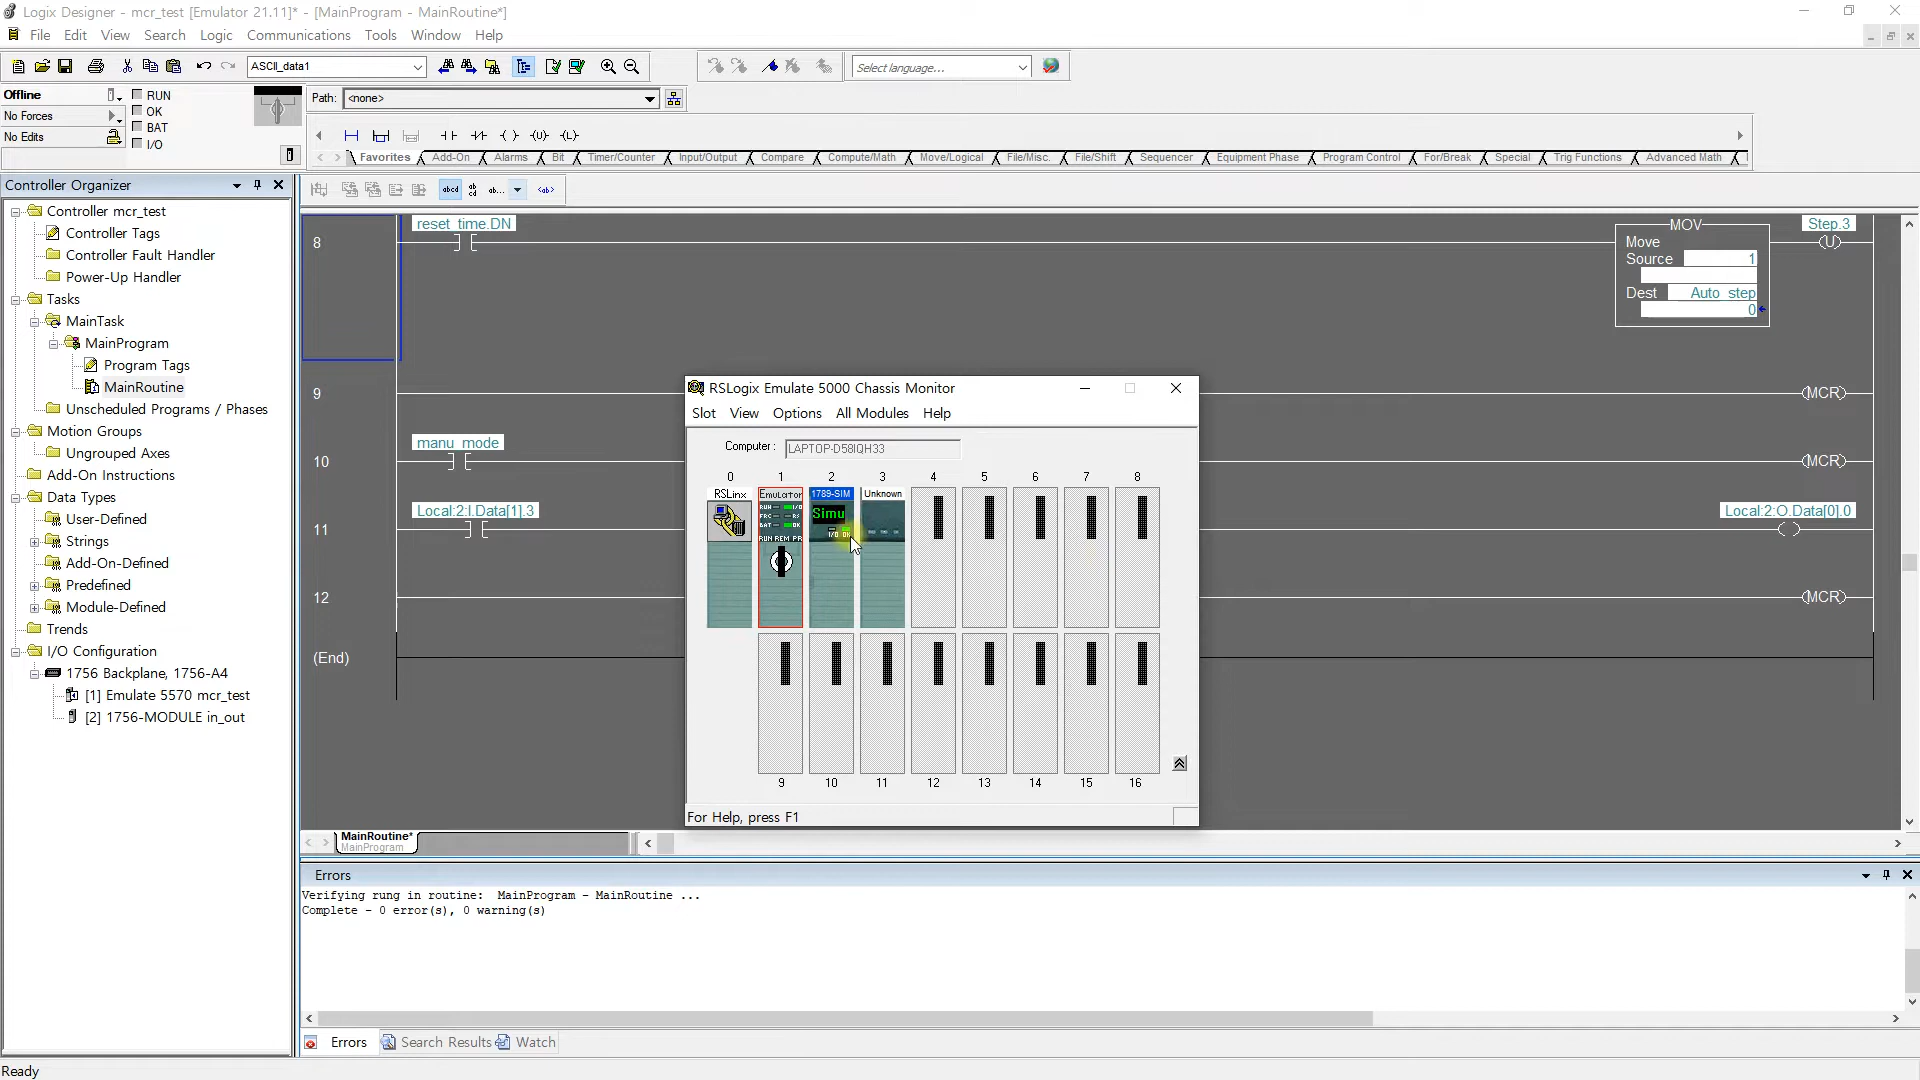 Logix Designer - mcr_test [Emulator 21.11]* - [MainProgram - MainRoutine*]
File Edit View Search Logic Communications Tools Window Help
ASCII_data1
Select language...
Offline
RUN
No Forces
OK
No Edits
BAT
I/O
Path: <none>
Favorites Add-On Alarms Bit Timer/Counter Input/Output Compare Compute/Math Move/Logical File/Misc. File/Shift Sequencer Equipment Phase Program Control For/Break Special Trig Functions Advanced Math
Controller Organizer
Controller mcr_test
Controller Tags
Controller Fault Handler
Power-Up Handler
Tasks
MainTask
MainProgram
Program Tags
MainRoutine
Unscheduled Programs / Phases
Motion Groups
Ungrouped Axes
Add-On Instructions
Data Types
User-Defined
Strings
Add-On-Defined
Predefined
Module-Defined
Trends
I/O Configuration
1756 Backplane, 1756-A4
[1] Emulate 5570 mcr_test
[2] 1756-MODULE in_out
8
reset_time.DN
MOV
Move
Source 1
Dest Auto_step
0
Step.3
U
9
MCR
10
manu_mode
MCR
11
Local:2:I.Data[1].3
Local:2:O.Data[0].0
12
MCR
(End)
RSLogix Emulate 5000 Chassis Monitor
Slot View Options All Modules Help
Computer : LAPTOP-D58IQH33
0 1 2 3 4 5 6 7 8
RSLinx Emulator 1789-SIM Unknown
Simu
RUN I/O
FRC RS
BAT OK
RUN REM PR
I/O OK
9 10 11 12 13 14 15 16
For Help, press F1
MainRoutine*
MainProgram
Errors
Verifying rung in routine: MainProgram - MainRoutine ...
Complete - 0 error(s), 0 warning(s)
Errors Search Results Watch
Ready